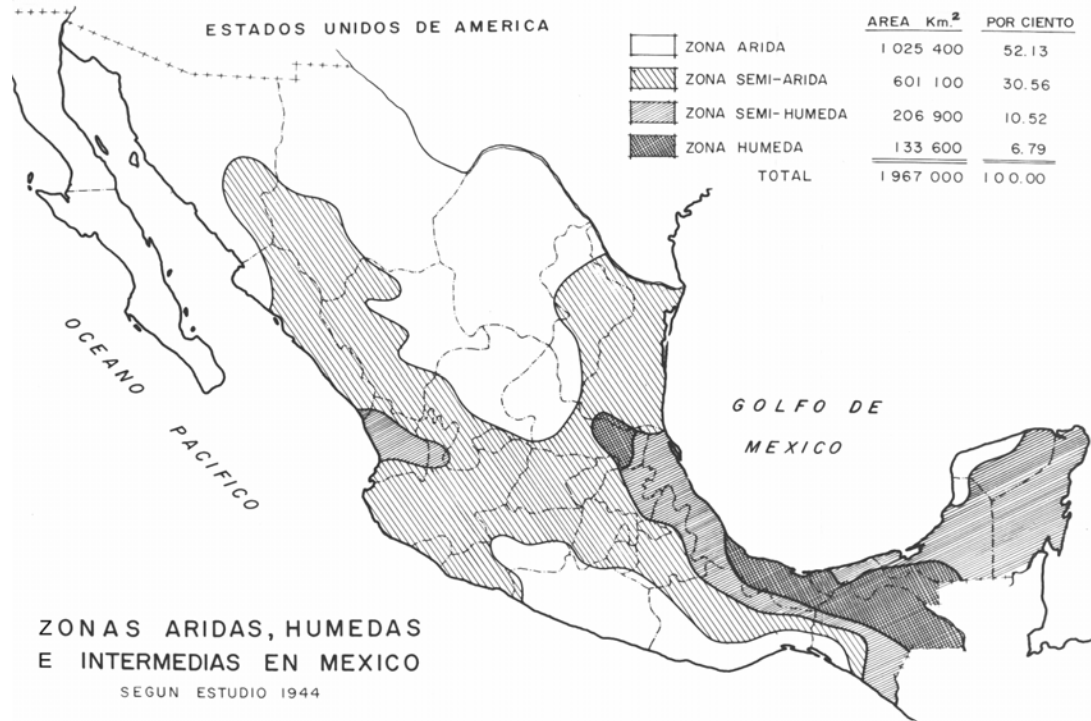 ESTADOS UNIDOS DE AMERICA
AREA Km.² POR CIENTO
ZONA ARIDA 1 025 400 52.13
ZONA SEMI-ARIDA 601 100 30.56
ZONA SEMI-HUMEDA 206 900 10.52
ZONA HUMEDA 133 600 6.79
TOTAL 1 967 000 100.00
OCEANO
PACIFICO
GOLFO DE
MEXICO
ZONAS ARIDAS, HUMEDAS
E INTERMEDIAS EN MEXICO
SEGUN ESTUDIO 1944